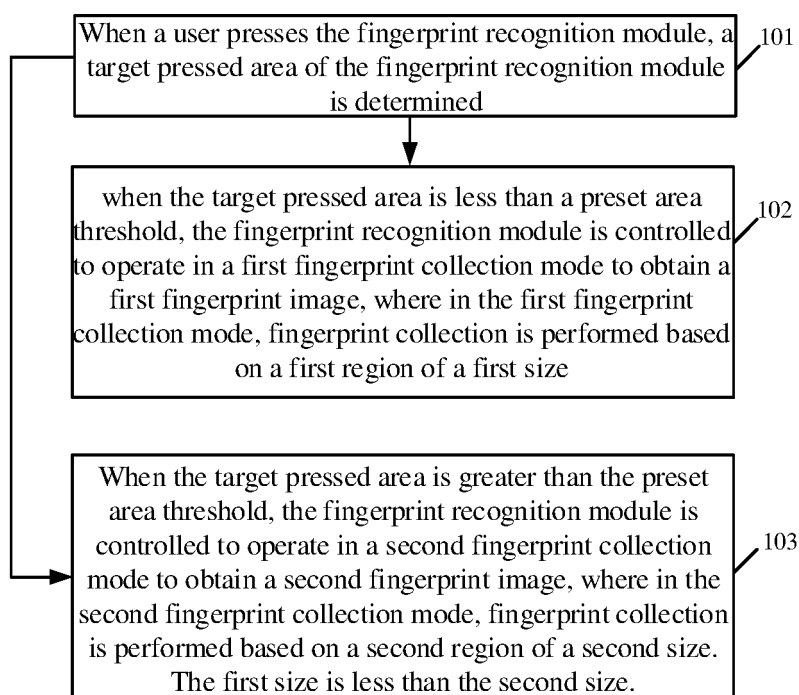 When a user presses the fingerprint recognition module, a
target pressed area of the fingerprint recognition module
is determined
101
when the target pressed area is less than a preset area
threshold, the fingerprint recognition module is controlled
to operate in a first fingerprint collection mode to obtain a
first fingerprint image, where in the first fingerprint
collection mode, fingerprint collection is performed based
on a first region of a first size
102
When the target pressed area is greater than the preset
area threshold, the fingerprint recognition module is
controlled to operate in a second fingerprint collection
mode to obtain a second fingerprint image, where in the
second fingerprint collection mode, fingerprint collection
is performed based on a second region of a second size.
The first size is less than the second size.
103